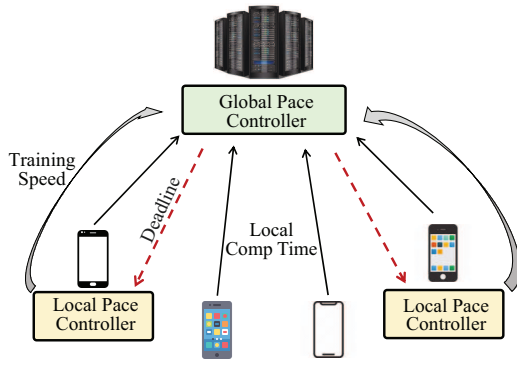 Global Pace
Controller
Training
Speed
Deadline
Local
Comp Time
Local Pace
Controller
Local Pace
Controller